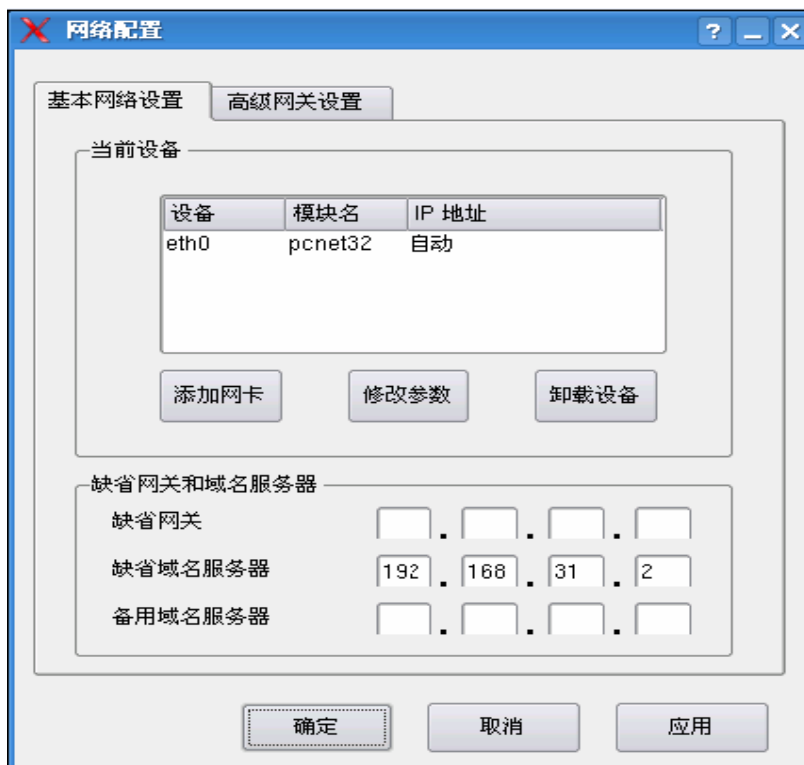 网络配置
基本网络设置 高级网关设置
当前设备
设备 模块名 IP 地址
eth0 pcnet32 自动
添加网卡 修改参数 卸载设备
缺省网关和域名服务器
缺省网关 . . .
缺省域名服务器 192 . 168 . 31 . 2
备用域名服务器 . . .
确定 取消 应用